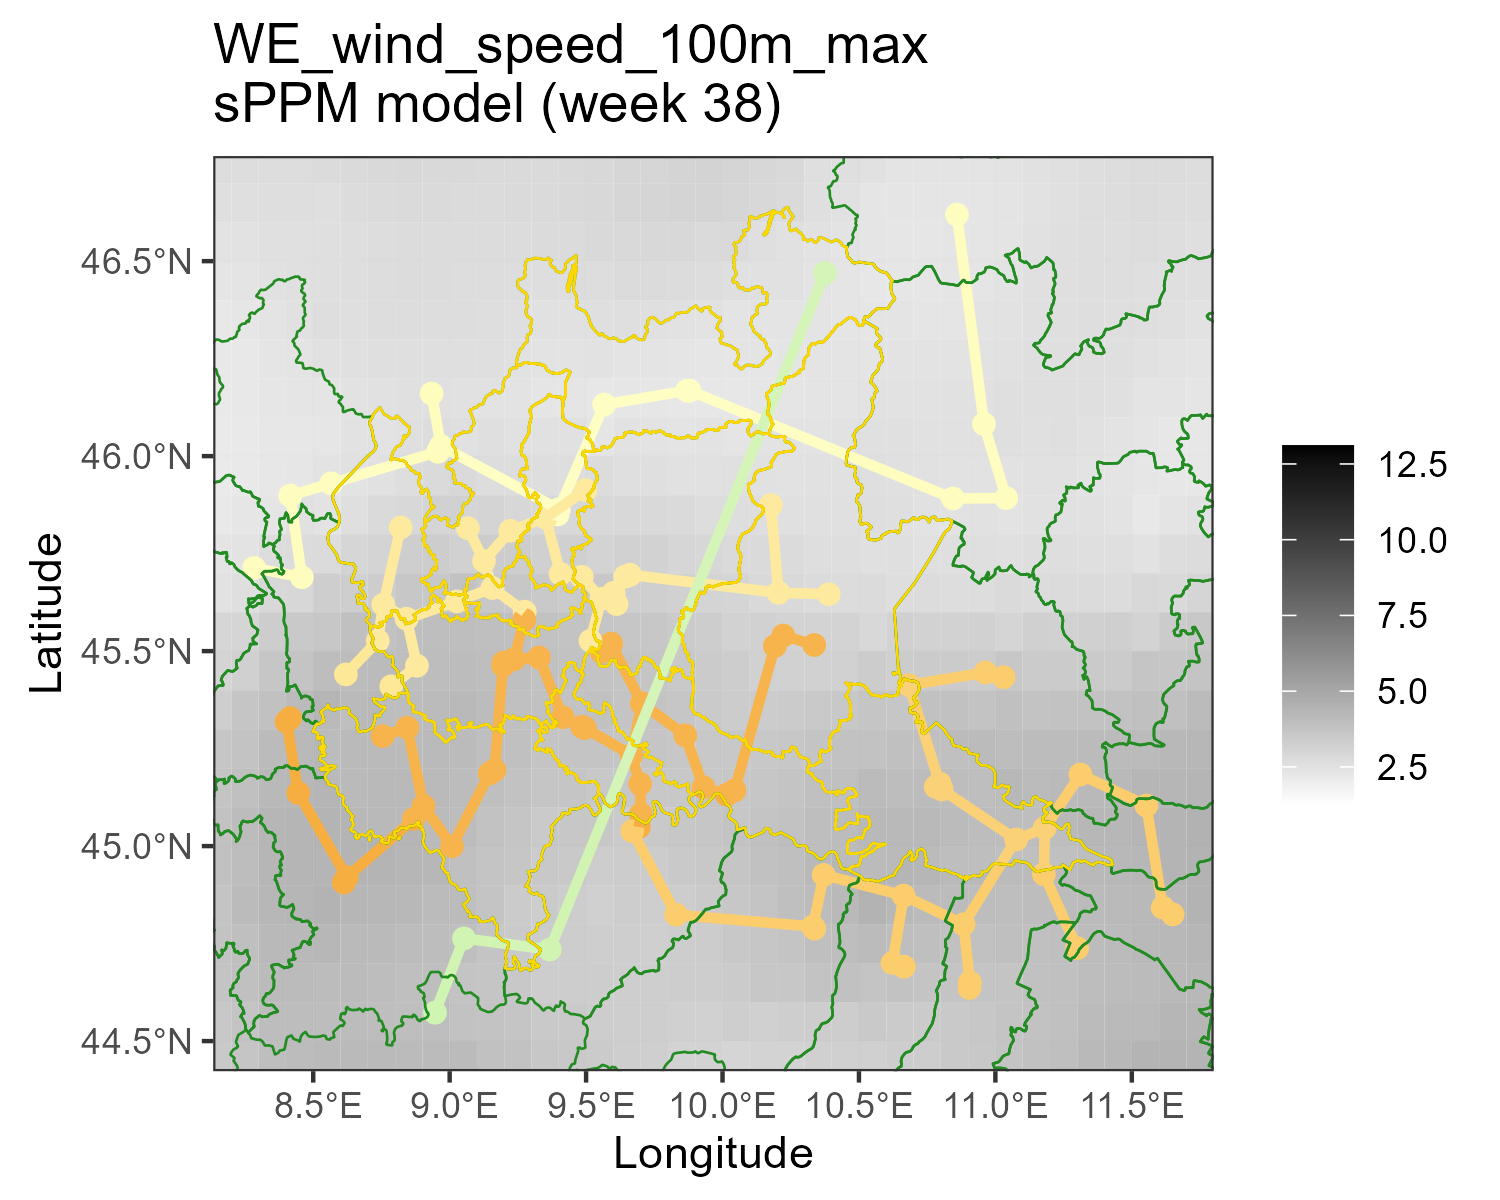 WE_wind_speed_100m_max
sPPM model (week 38)
46.5°N
46.0°N
45.5°N
45.0°N
44.5°N
Latitude
8.5°E 9.0°E 9.5°E 10.0°E 10.5°E 11.0°E 11.5°E
Longitude
12.5
10.0
7.5
5.0
2.5